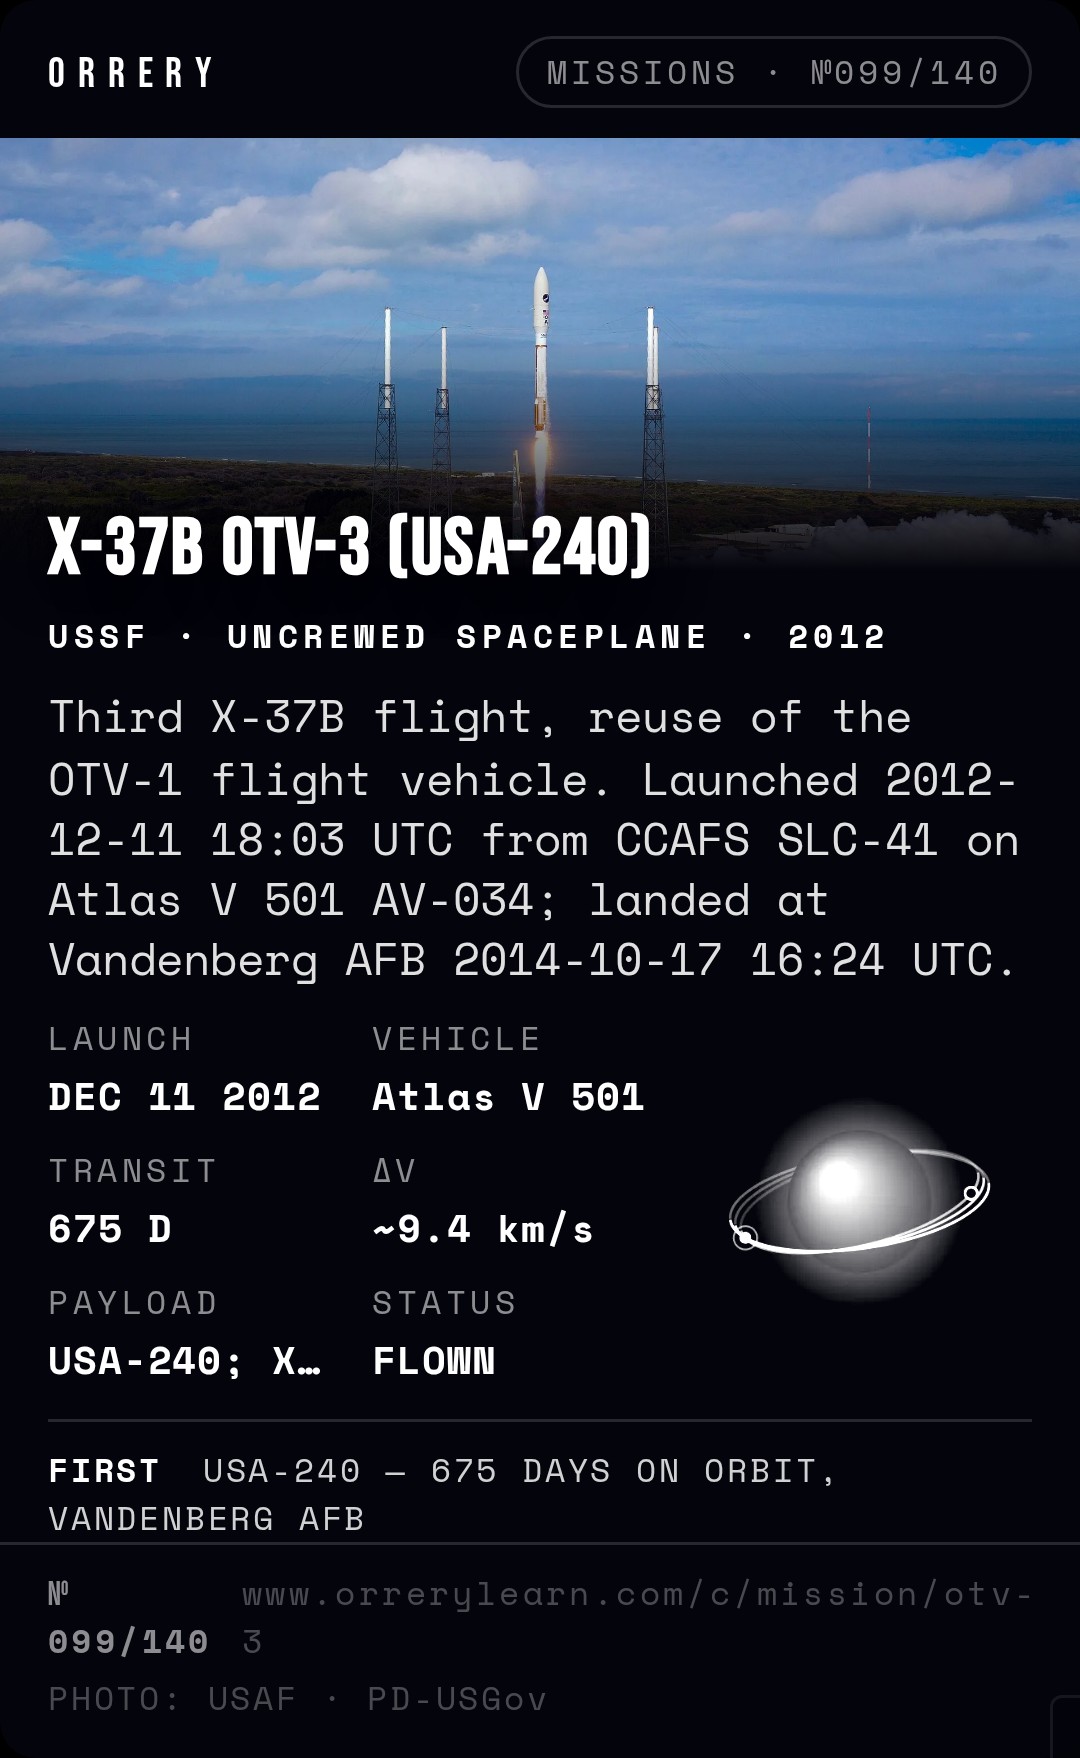 ORRERY
MISSIONS · №099/140
X-37B OTV-3 (USA-240)
USSF · UNCREWED SPACEPLANE · 2012
Third X-37B flight, reuse of the
OTV-1 flight vehicle. Launched 2012-
12-11 18:03 UTC from CCAFS SLC-41 on
Atlas V 501 AV-034; landed at
Vandenberg AFB 2014-10-17 16:24 UTC.
LAUNCH VEHICLE
DEC 11 2012 Atlas V 501
TRANSIT ΔV
675 D ~9.4 km/s
PAYLOAD STATUS
USA-240; X… FLOWN
FIRST USA-240 — 675 DAYS ON ORBIT,
VANDENBERG AFB
№ www.orrerylearn.com/c/mission/otv-
099/140 3
PHOTO: USAF · PD-USGov